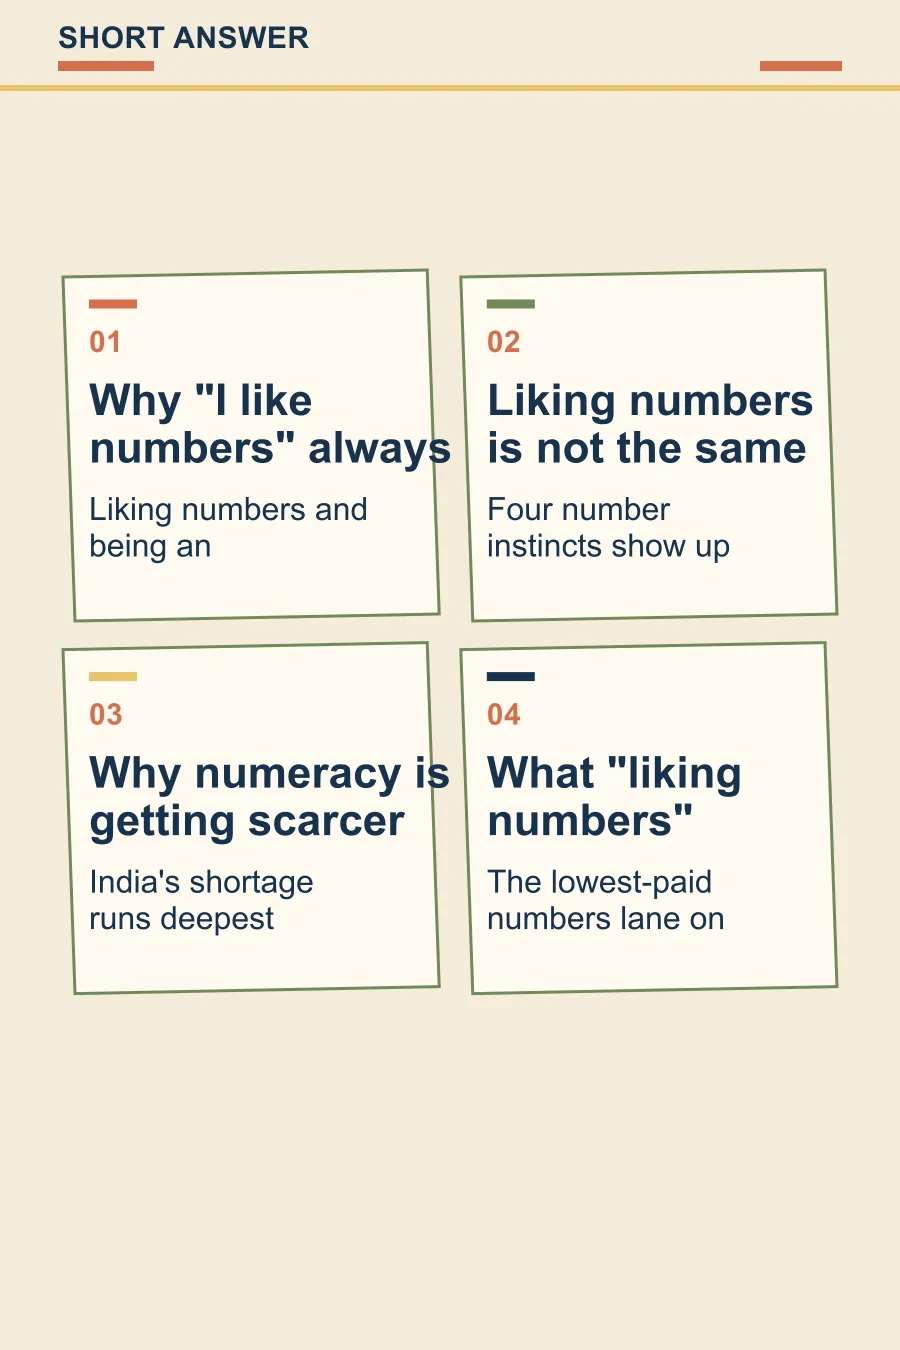 SHORT ANSWER
01
Why "I like
numbers" always
Liking numbers and
being an
02
Liking numbers
is not the same
Four number
instincts show up
03
Why numeracy is
getting scarcer
India's shortage
runs deepest
04
What "liking
numbers"
The lowest-paid
numbers lane on